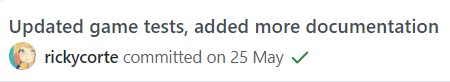 Updated game tests, added more documentation
rickycorte committed on 25 May